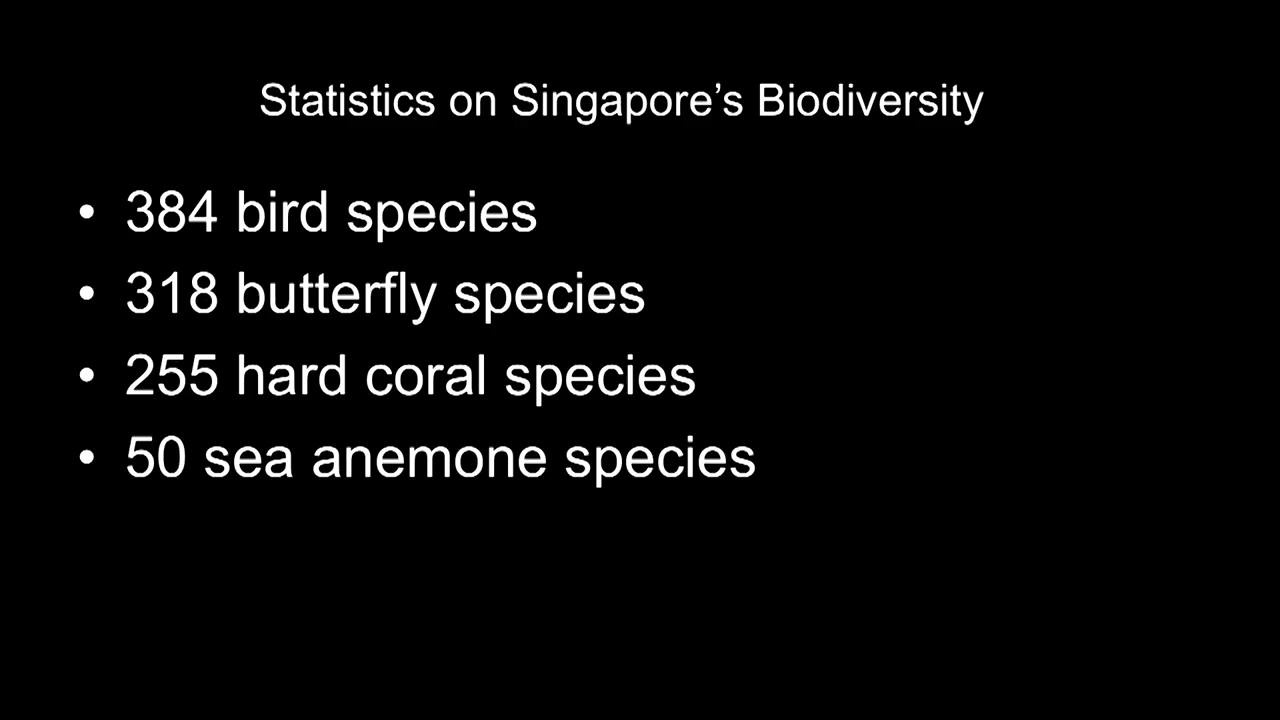 Statistics on Singapore’s Biodiversity
• 384 bird species
• 318 butterfly species
• 255 hard coral species
• 50 sea anemone species